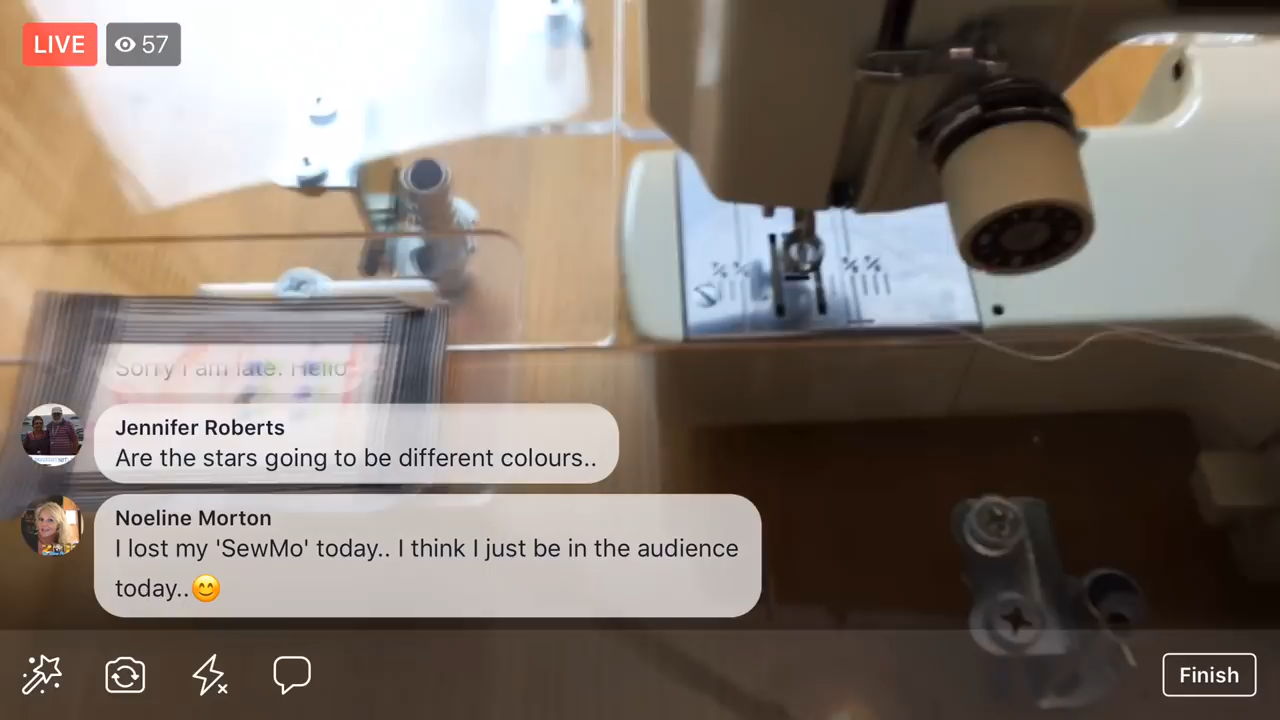 LIVE
57
Sorry I am late. Hello
Jennifer Roberts
Are the stars going to be different colours..
Noeline Morton
I lost my 'SewMo' today.. I think I just be in the audience
today..😊
Finish